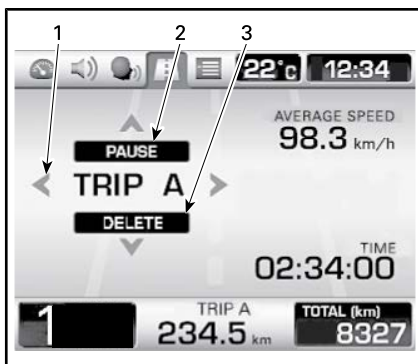 1 2 3
22°c 12:34
AVERAGE SPEED
98.3 km/h
PAUSE
TRIP A
DELETE
TIME
02:34:00
1
TRIP A
234.5 km
TOTAL (km)
8327